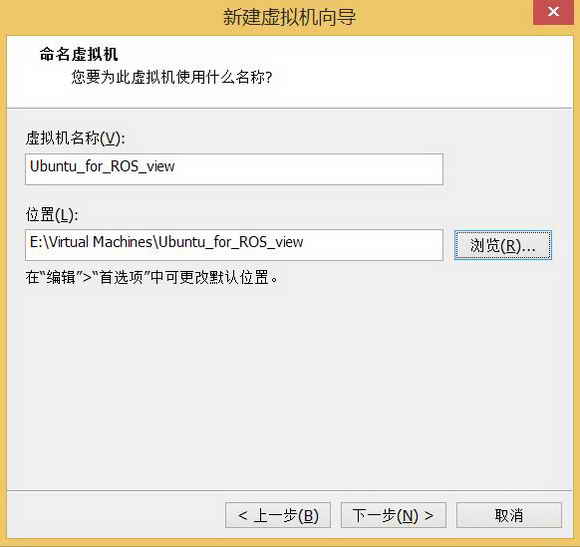 新建虚拟机向导
命名虚拟机
您要为此虚拟机使用什么名称?
虚拟机名称(V):
Ubuntu_for_ROS_view
位置(L):
E:\Virtual Machines\Ubuntu_for_ROS_view
浏览(R)...
在“编辑”>“首选项”中可更改默认位置。
< 上一步(B)
下一步(N) >
取消